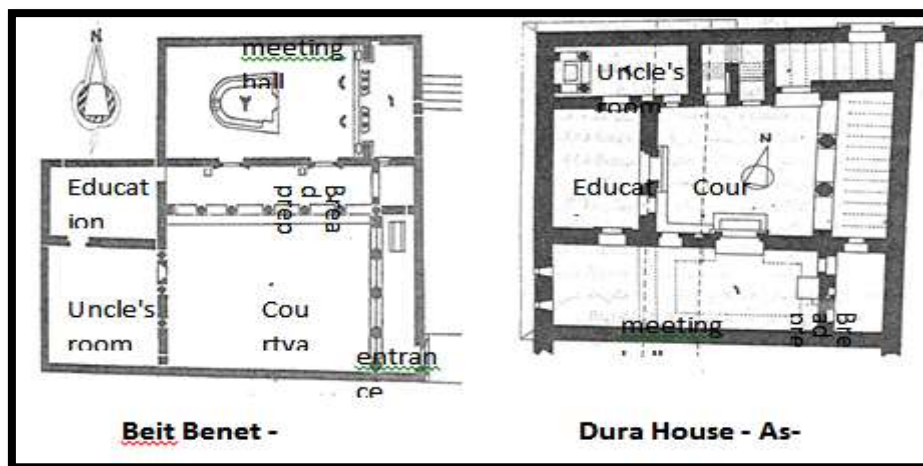 N
meeting
hall
Y
Educat
ion
Brea
d
prep
Uncle's
room
Cou
rtya
entran
ce
Beit Benet -
Uncle's
room
Educat
Cour
N
meeting
Bre
ad
pre
Dura House - As-